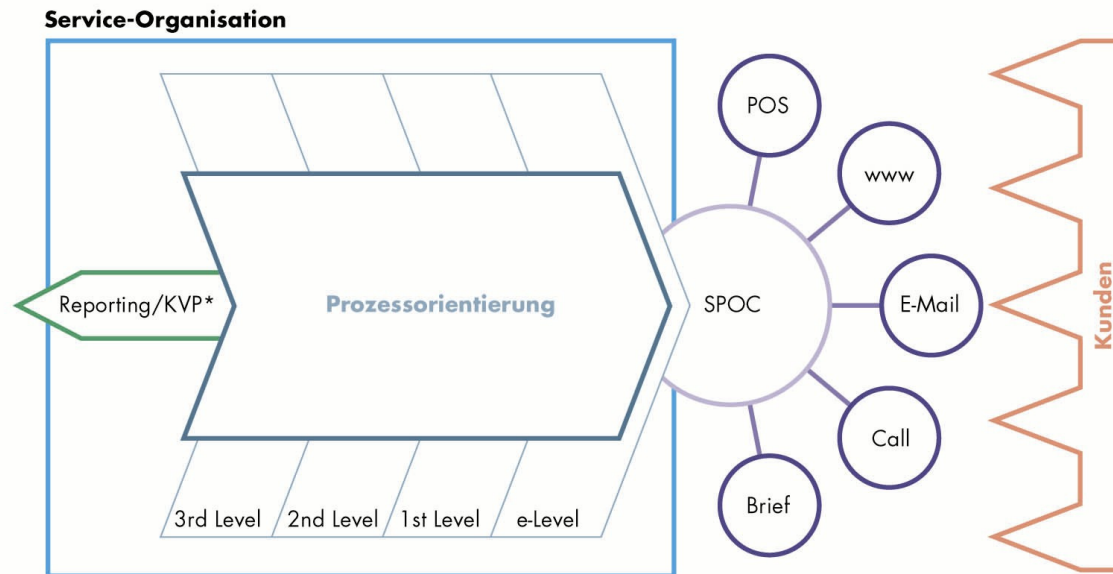 Service-Organisation
POS
www
Reporting/KVP*
Prozessorientierung
SPOC
E-Mail
Kunden
Call
Brief
3rd Level
2nd Level
1st Level
e-Level